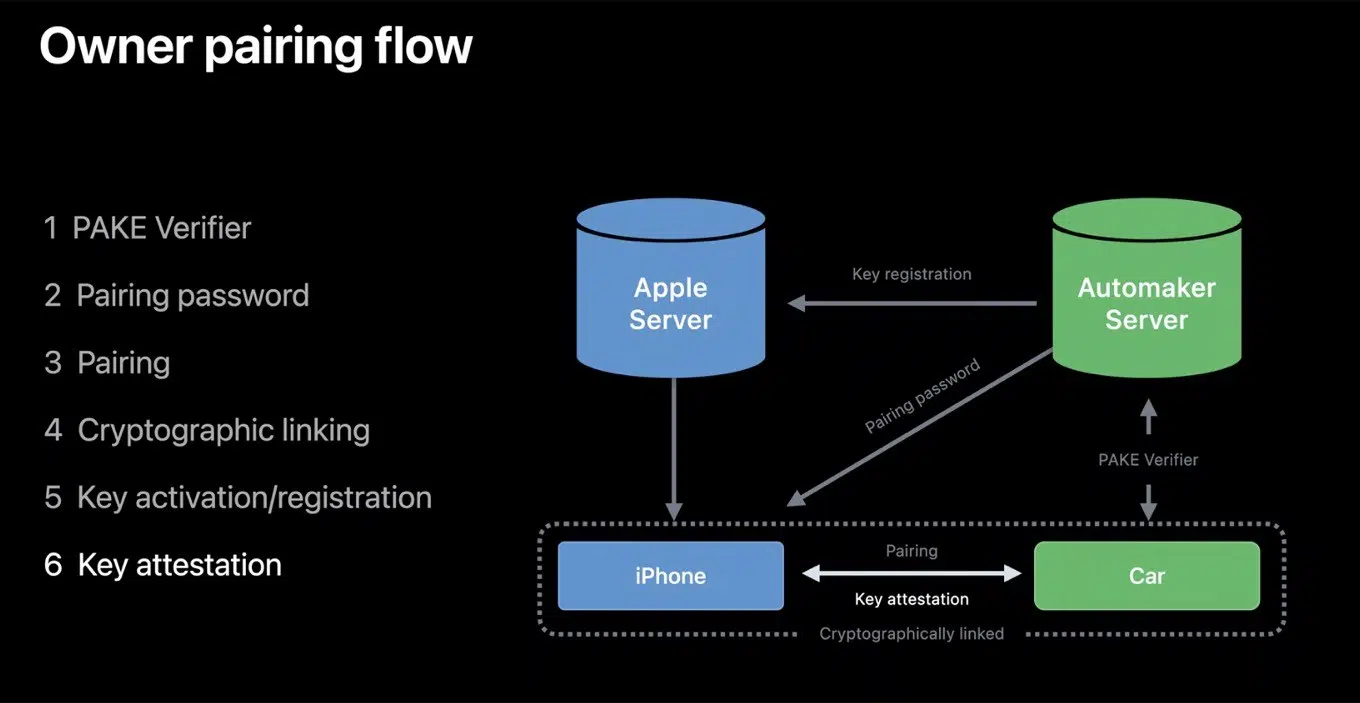 Owner pairing flow
1 PAKE Verifier
2 Pairing password
3 Pairing
4 Cryptographic linking
5 Key activation/registration
6 Key attestation
Apple
Server
Key registration
Automaker
Server
Pairing password
PAKE Verifier
iPhone
Pairing
Key attestation
Car
Cryptographically linked